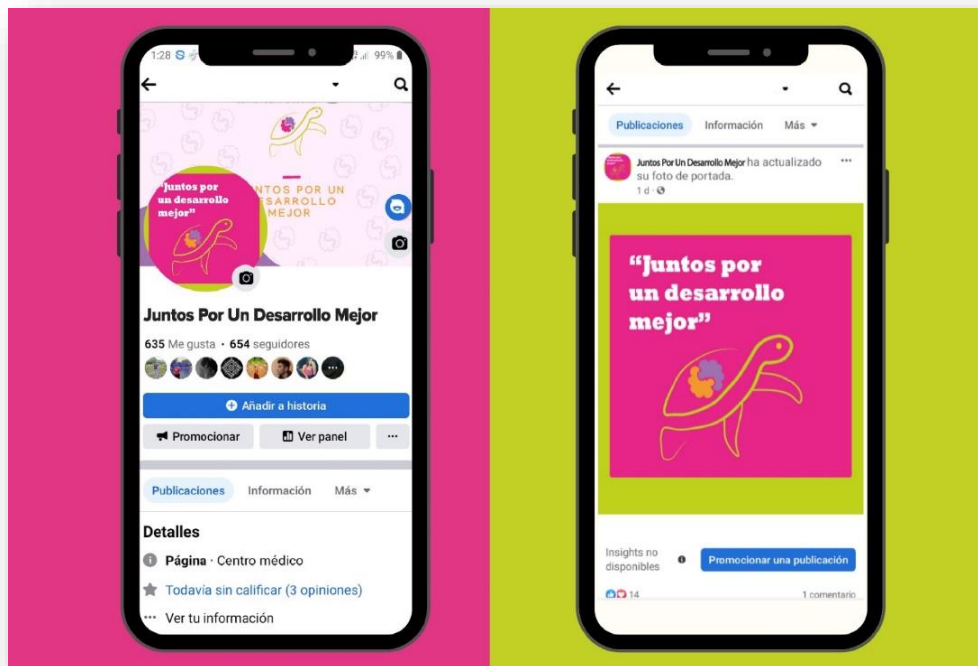 1:28
99%
"Juntos por
un desarrollo
mejor"
NTOS POR UN
SARROLLO
MEJOR
Juntos Por Un Desarrollo Mejor
635 Me gusta · 654 seguidores
Añadir a historia
Promocionar
Ver panel
Publicaciones
Información
Más
Detalles
Página · Centro médico
Todavía sin calificar (3 opiniones)
Ver tu información
Publicaciones
Información
Más
Juntos Por Un Desarrollo Mejor ha actualizado
su foto de portada.
1 d
“Juntos por
un desarrollo
mejor”
Insights no
disponibles
Promocionar una publicación
14
1 comentario